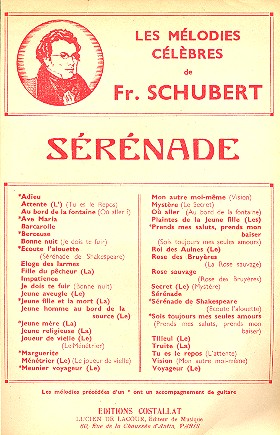 LES MÉLODIES
CÉLÈBRES
de
Fr. SCHUBERT
SÉRÉNADE
*Adieu
Attente (L') (Tu es le Repos)
Au bord de la fontaine (Où aller ?)
*Ave Maria
Barcarolle
*Berceuse
Bonne nuit (Je dois te fuir)
*Ecoute l'alouette
(Sérénade de Shakespeare)
Eloge des larmes
Fille du pêcheur (La)
Impatience
Je dois te fuir (Bonne nuit)
Jeune aveugle (Le)
*Jeune fille et la mort (La)
Jeune homme au bord de la
source (Le)
*Jeune mère (La)
Jeune religieuse (La)
Joueur de vielle (Le)
(Le Ménétrier)
*Marguerite
Ménétrier (Le) (Le joueur de vielle)
*Meunier voyageur (Le)
Mon autre moi-même (Vision)
Mystère (Le Secret)
Où aller (Au bord de la fontaine)
Plaintes de la Jeune fille (Les)
*Prends mes saluts, prends mon
baiser
(Sois toujours mes seules amours)
Roi des Aulnes (Le)
Rose des Bruyères
(La Rose sauvage)
Rose sauvage
(Rose des Bruyères)
Secret (Le) (Mystère)
Sérénade
*Sérénade de Shakespeare
(Ecoute l'alouette)
*Sois toujours mes seules amours
(Prends mes saluts, prends mon
baiser)
Tilleul (Le)
Truite (La)
Tu es le repos (L'attente)
Vision (Mon autre moi-même)
Voyageur (Le)
Les mélodies précédées d'un * ont un accompagnement de guitare
EDITIONS COSTALLAT
LUCIEN DE LACOUR, Editeur de Musique
60, Rue de la Chaussée d'Antin, PARIS